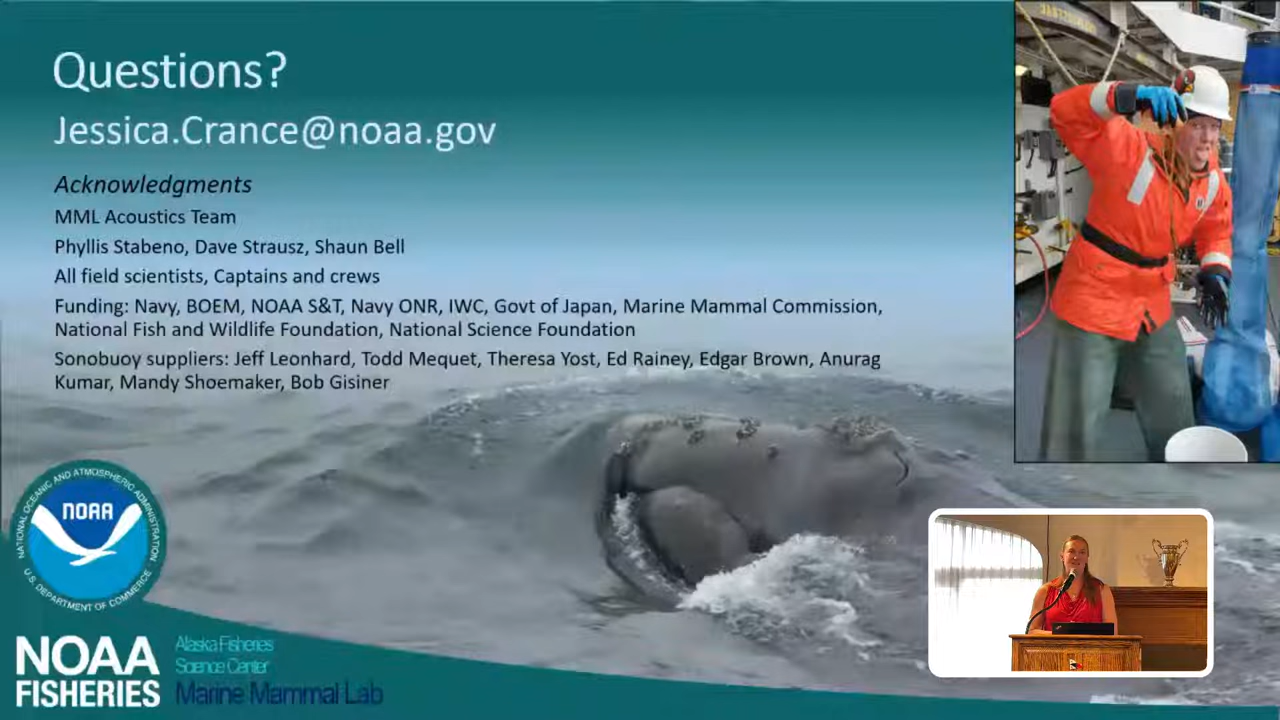 Questions?
Jessica.Crance@noaa.gov
Acknowledgments
MML Acoustics Team
Phyllis Stabeno, Dave Strausz, Shaun Bell
All field scientists, Captains and crews
Funding: Navy, BOEM, NOAA S&T, Navy ONR, IWC, Govt of Japan, Marine Mammal Commission,
National Fish and Wildlife Foundation, National Science Foundation
Sonobuoy suppliers: Jeff Leonhard, Todd Mequet, Theresa Yost, Ed Rainey, Edgar Brown, Anurag
Kumar, Mandy Shoemaker, Bob Gisiner
NATIONAL OCEANIC AND ATMOSPHERIC ADMINISTRATION
NOAA
U.S. DEPARTMENT OF COMMERCE
NOAA
FISHERIES
Alaska Fisheries
Science Center
Marine Mammal Lab